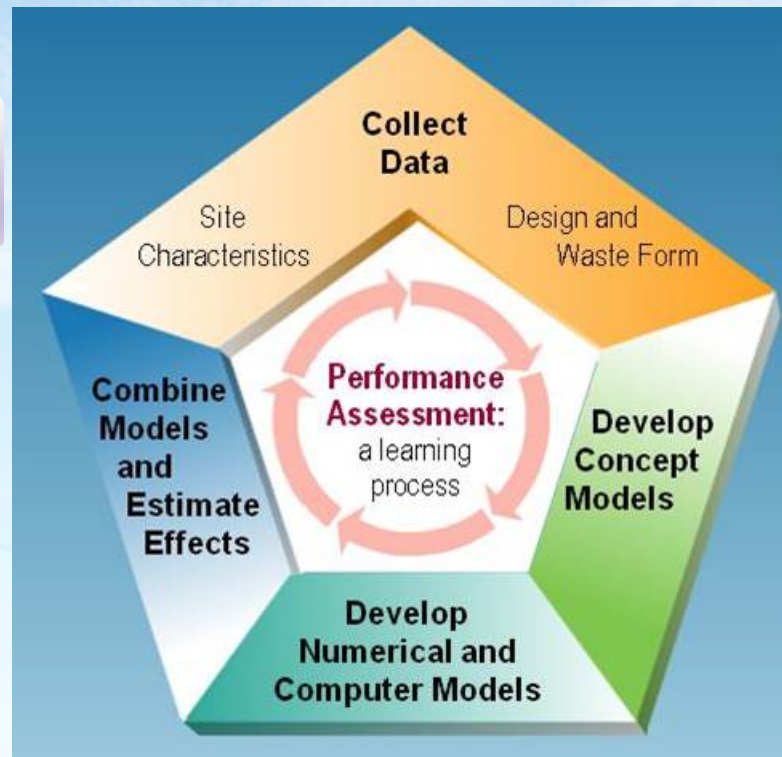 Collect
Data
Site
Characteristics
Design and
Waste Form
Develop
Concept
Models
Develop
Numerical and
Computer Models
Combine
Models
and
Estimate
Effects
Performance
Assessment:
a learning
process